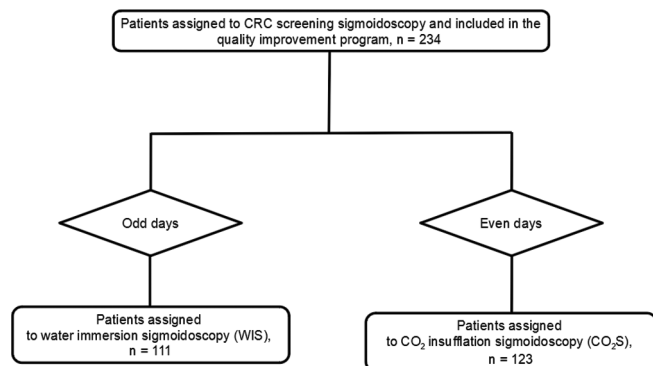 Patients assigned to CRC screening sigmoidoscopy and included in the
quality improvement program, n = 234
Odd days
Even days
Patients assigned
to water immersion sigmoidoscopy (WIS),
n = 111
Patients assigned
to CO₂ insufflation sigmoidoscopy (CO₂S),
n = 123